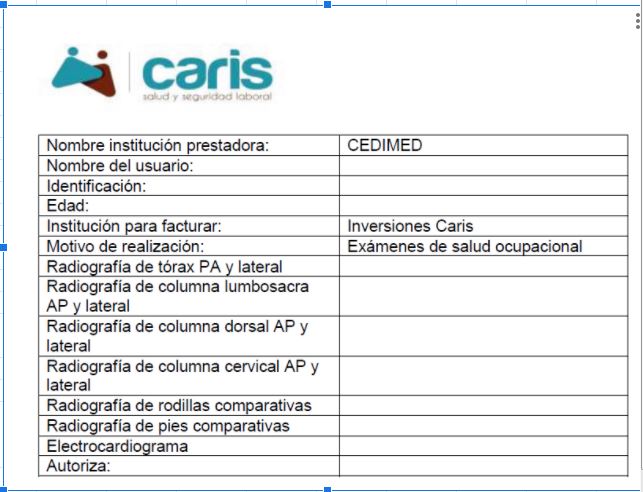 caris
salud y seguridad laboral
Nombre institución prestadora: CEDIMED
Nombre del usuario:
Identificación:
Edad:
Institución para facturar: Inversiones Caris
Motivo de realización: Exámenes de salud ocupacional
Radiografía de tórax PA y lateral
Radiografía de columna lumbosacra
AP y lateral
Radiografía de columna dorsal AP y
lateral
Radiografía de columna cervical AP y
lateral
Radiografía de rodillas comparativas
Radiografía de pies comparativas
Electrocardiograma
Autoriza: